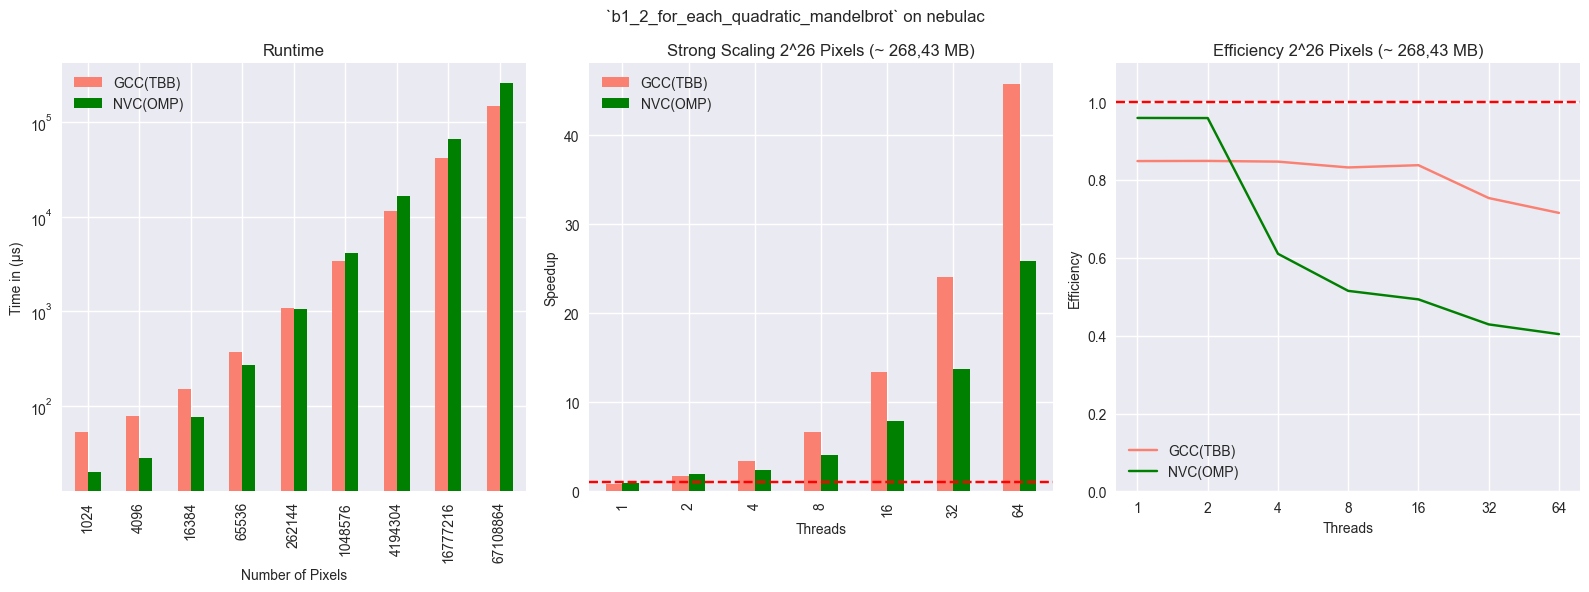 `b1_2_for_each_quadratic_mandelbrot` on nebulac
Runtime
GCC(TBB)
NVC(OMP)
Time in (μs)
10^5
10^4
10^3
10^2
1024
4096
16384
65536
262144
1048576
4194304
16777216
67108864
Number of Pixels
Strong Scaling 2^26 Pixels (~ 268,43 MB)
GCC(TBB)
NVC(OMP)
Speedup
40
30
20
10
0
1
2
4
8
16
32
64
Threads
Efficiency 2^26 Pixels (~ 268,43 MB)
Efficiency
1.0
0.8
0.6
0.4
0.2
0.0
GCC(TBB)
NVC(OMP)
1
2
4
8
16
32
64
Threads